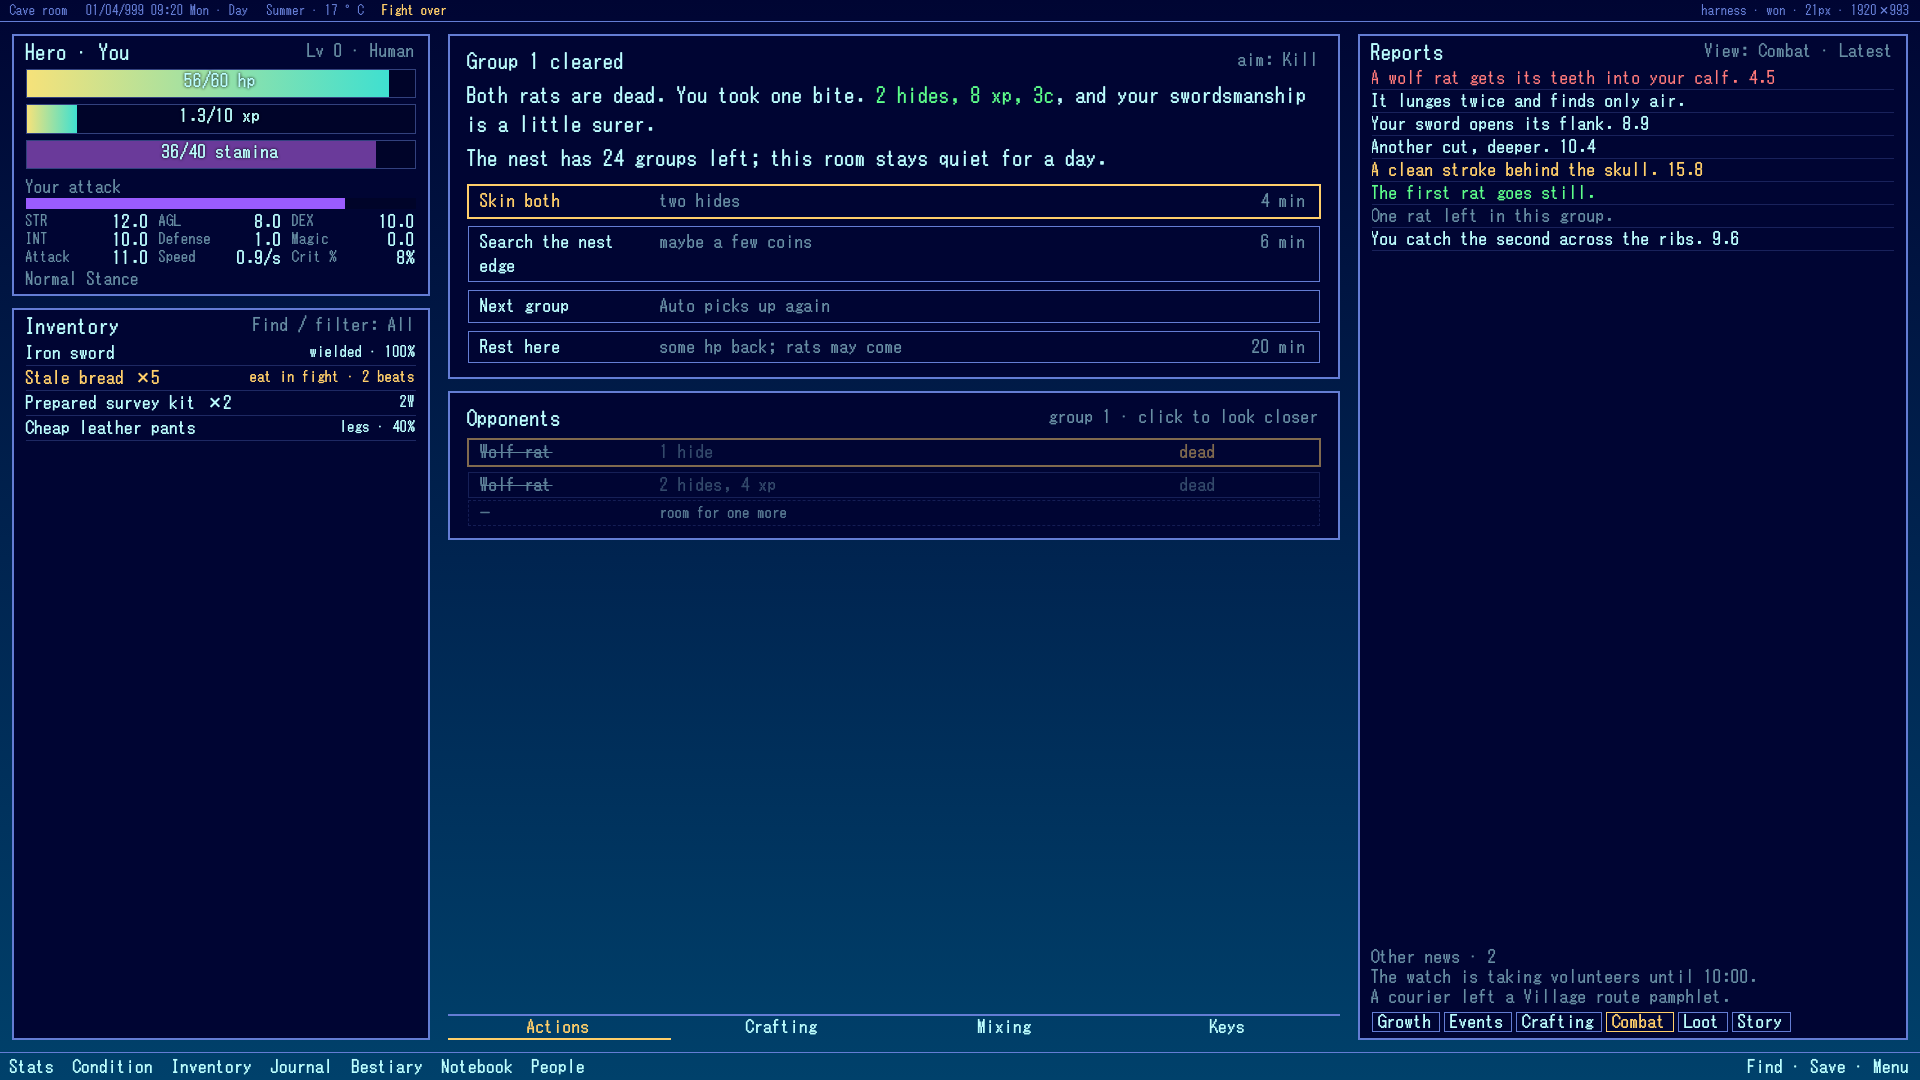 Cave room 01/04/999 09:20 Mon · Day Summer · 17 °C Fight over
harness · won · 21px · 1920×993
Hero · You Lv 0 · Human
56/60 hp
1.3/10 xp
36/40 stamina
Your attack
STR 12.0 AGL 8.0 DEX 10.0
INT 10.0 Defense 1.0 Magic 0.0
Attack 11.0 Speed 0.9/s Crit % 8%
Normal Stance
Inventory Find / filter: All
Iron sword wielded · 100%
Stale bread ×5 eat in fight · 2 beats
Prepared survey kit ×2 2W
Cheap leather pants legs · 40%
Group 1 cleared aim: Kill
Both rats are dead. You took one bite. 2 hides, 8 xp, 3c, and your swordsmanship
is a little surer.
The nest has 24 groups left; this room stays quiet for a day.
Skin both two hides 4 min
Search the nest maybe a few coins 6 min
edge
Next group Auto picks up again
Rest here some hp back; rats may come 20 min
Opponents group 1 · click to look closer
Wolf rat 1 hide dead
Wolf rat 2 hides, 4 xp dead
— room for one more
Actions Crafting Mixing Keys
Reports View: Combat · Latest
A wolf rat gets its teeth into your calf. 4.5
It lunges twice and finds only air.
Your sword opens its flank. 8.9
Another cut, deeper. 10.4
A clean stroke behind the skull. 15.8
The first rat goes still.
One rat left in this group.
You catch the second across the ribs. 9.6
Other news · 2
The watch is taking volunteers until 10:00.
A courier left a Village route pamphlet.
Growth Events Crafting Combat Loot Story
Stats Condition Inventory Journal Bestiary Notebook People
Find · Save · Menu